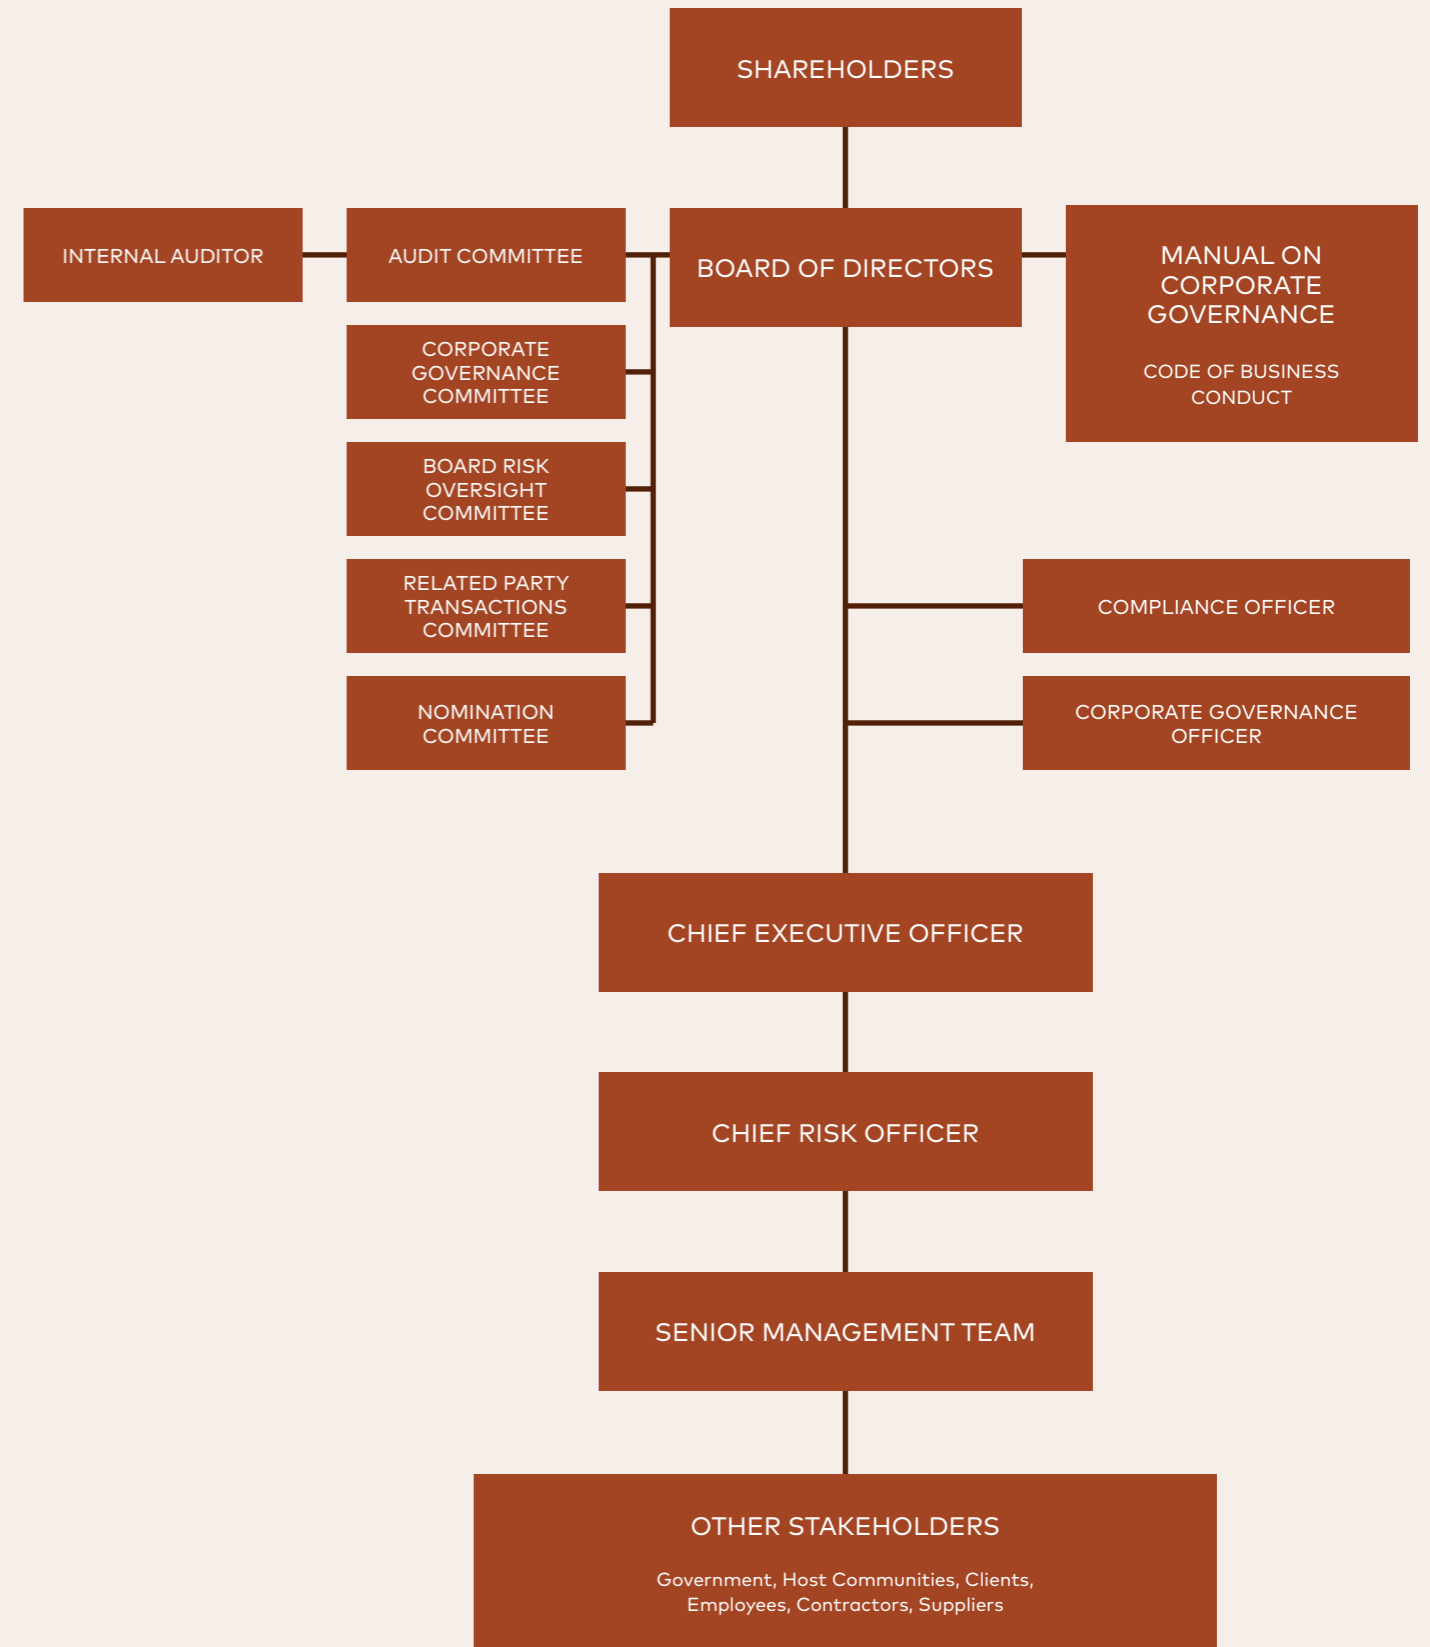 SHAREHOLDERS
INTERNAL AUDITOR
AUDIT COMMITTEE
BOARD OF DIRECTORS
MANUAL ON
CORPORATE
GOVERNANCE
CODE OF BUSINESS
CONDUCT
CORPORATE
GOVERNANCE
COMMITTEE
BOARD RISK
OVERSIGHT
COMMITTEE
RELATED PARTY
TRANSACTIONS
COMMITTEE
COMPLIANCE OFFICER
NOMINATION
COMMITTEE
CORPORATE GOVERNANCE
OFFICER
CHIEF EXECUTIVE OFFICER
CHIEF RISK OFFICER
SENIOR MANAGEMENT TEAM
OTHER STAKEHOLDERS
Government, Host Communities, Clients,
Employees, Contractors, Suppliers